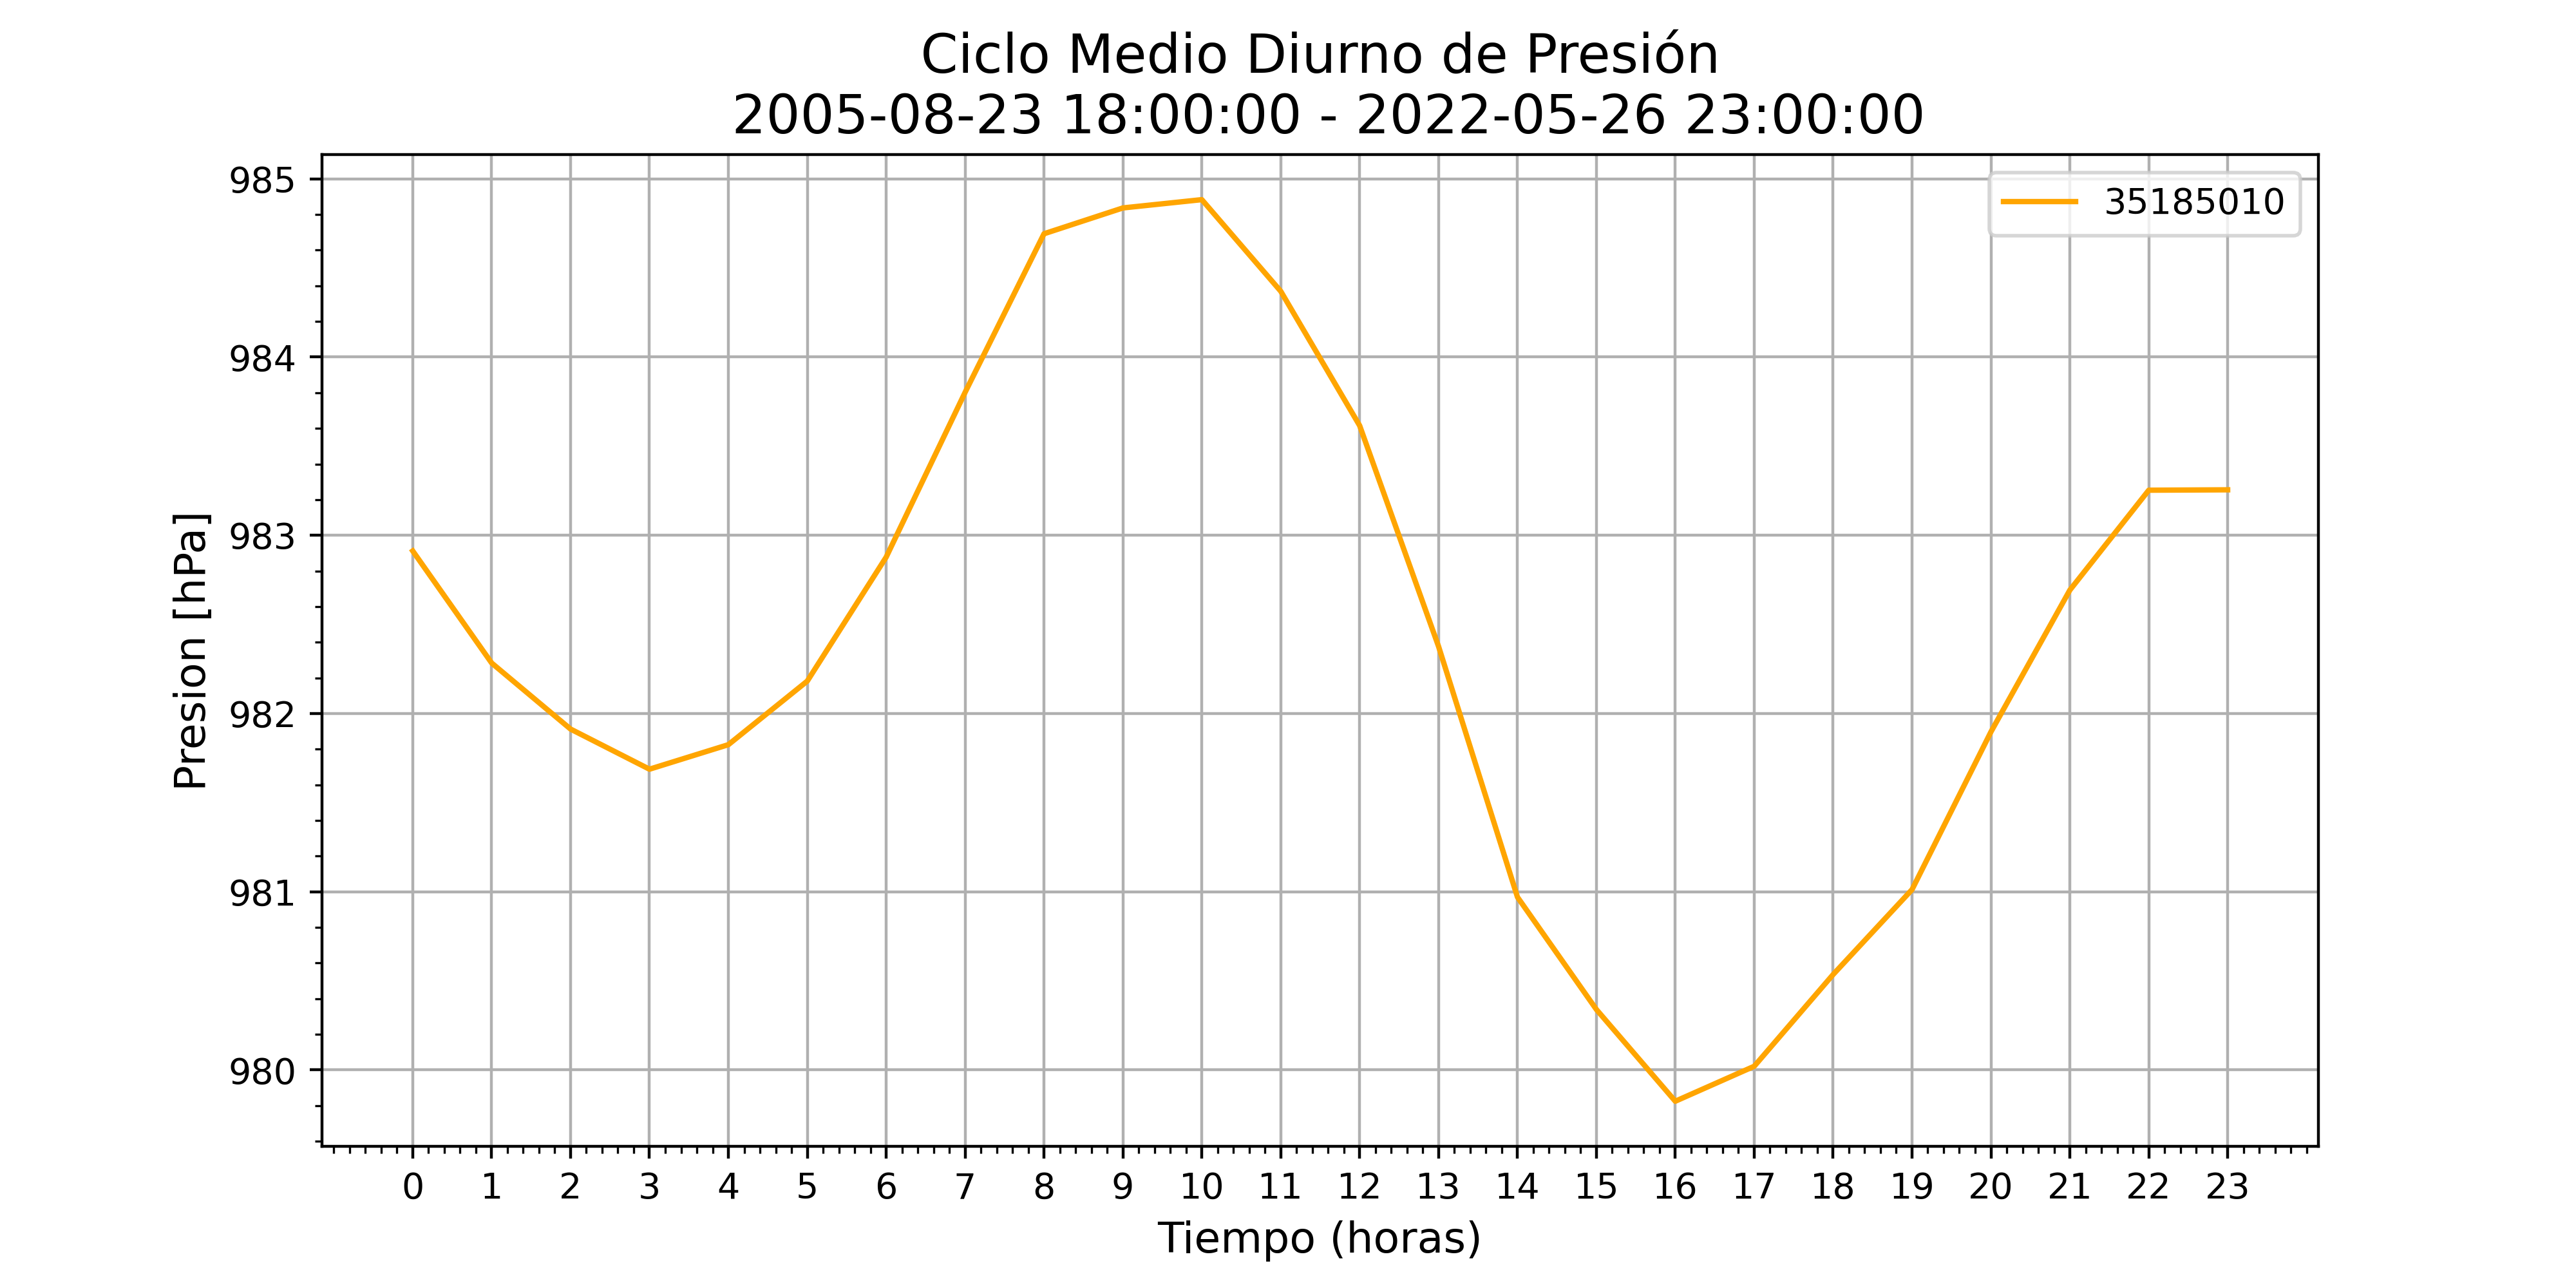 Ciclo Medio Diurno de Presión
2005-08-23 18:00:00 - 2022-05-26 23:00:00
985
984
983
982
981
980
Presion [hPa]
35185010
0 1 2 3 4 5 6 7 8 9 10 11 12 13 14 15 16 17 18 19 20 21 22 23
Tiempo (horas)